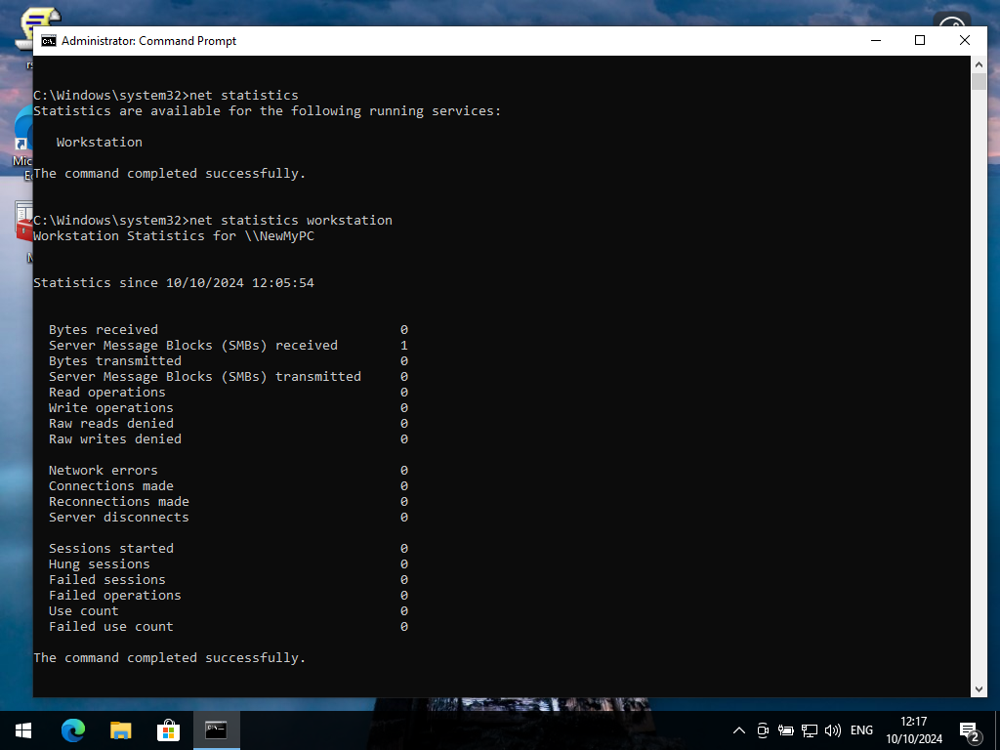 Administrator: Command Prompt
C:\Windows\system32>net statistics
Statistics are available for the following running services:
Workstation
The command completed successfully.
C:\Windows\system32>net statistics workstation
Workstation Statistics for \\NewMyPC
Statistics since 10/10/2024 12:05:54
Bytes received 0
Server Message Blocks (SMBs) received 1
Bytes transmitted 0
Server Message Blocks (SMBs) transmitted 0
Read operations 0
Write operations 0
Raw reads denied 0
Raw writes denied 0
Network errors 0
Connections made 0
Reconnections made 0
Server disconnects 0
Sessions started 0
Hung sessions 0
Failed sessions 0
Failed operations 0
Use count 0
Failed use count 0
The command completed successfully.
ENG
12:17
10/10/2024
2